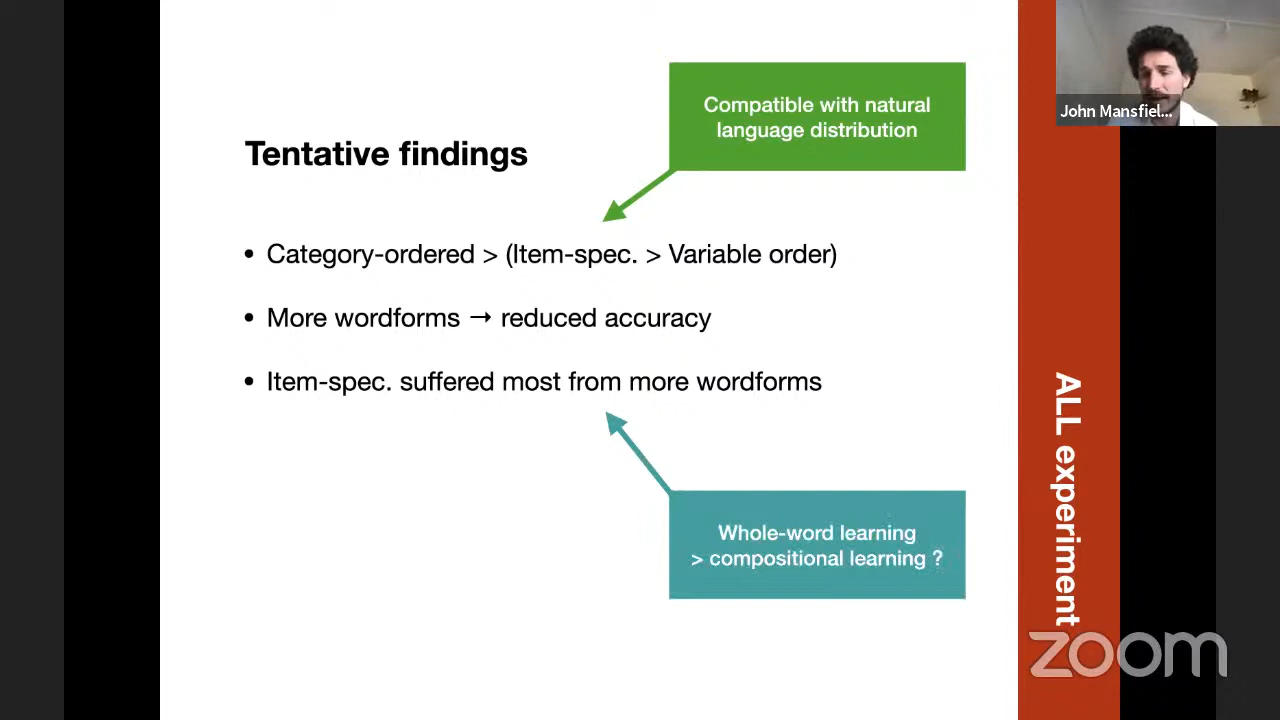 Compatible with natural
language distribution
Tentative findings
• Category-ordered > (Item-spec. > Variable order)
• More wordforms → reduced accuracy
• Item-spec. suffered most from more wordforms
Whole-word learning
> compositional learning ?
ALL experiment
John Mansfiel...
zoom